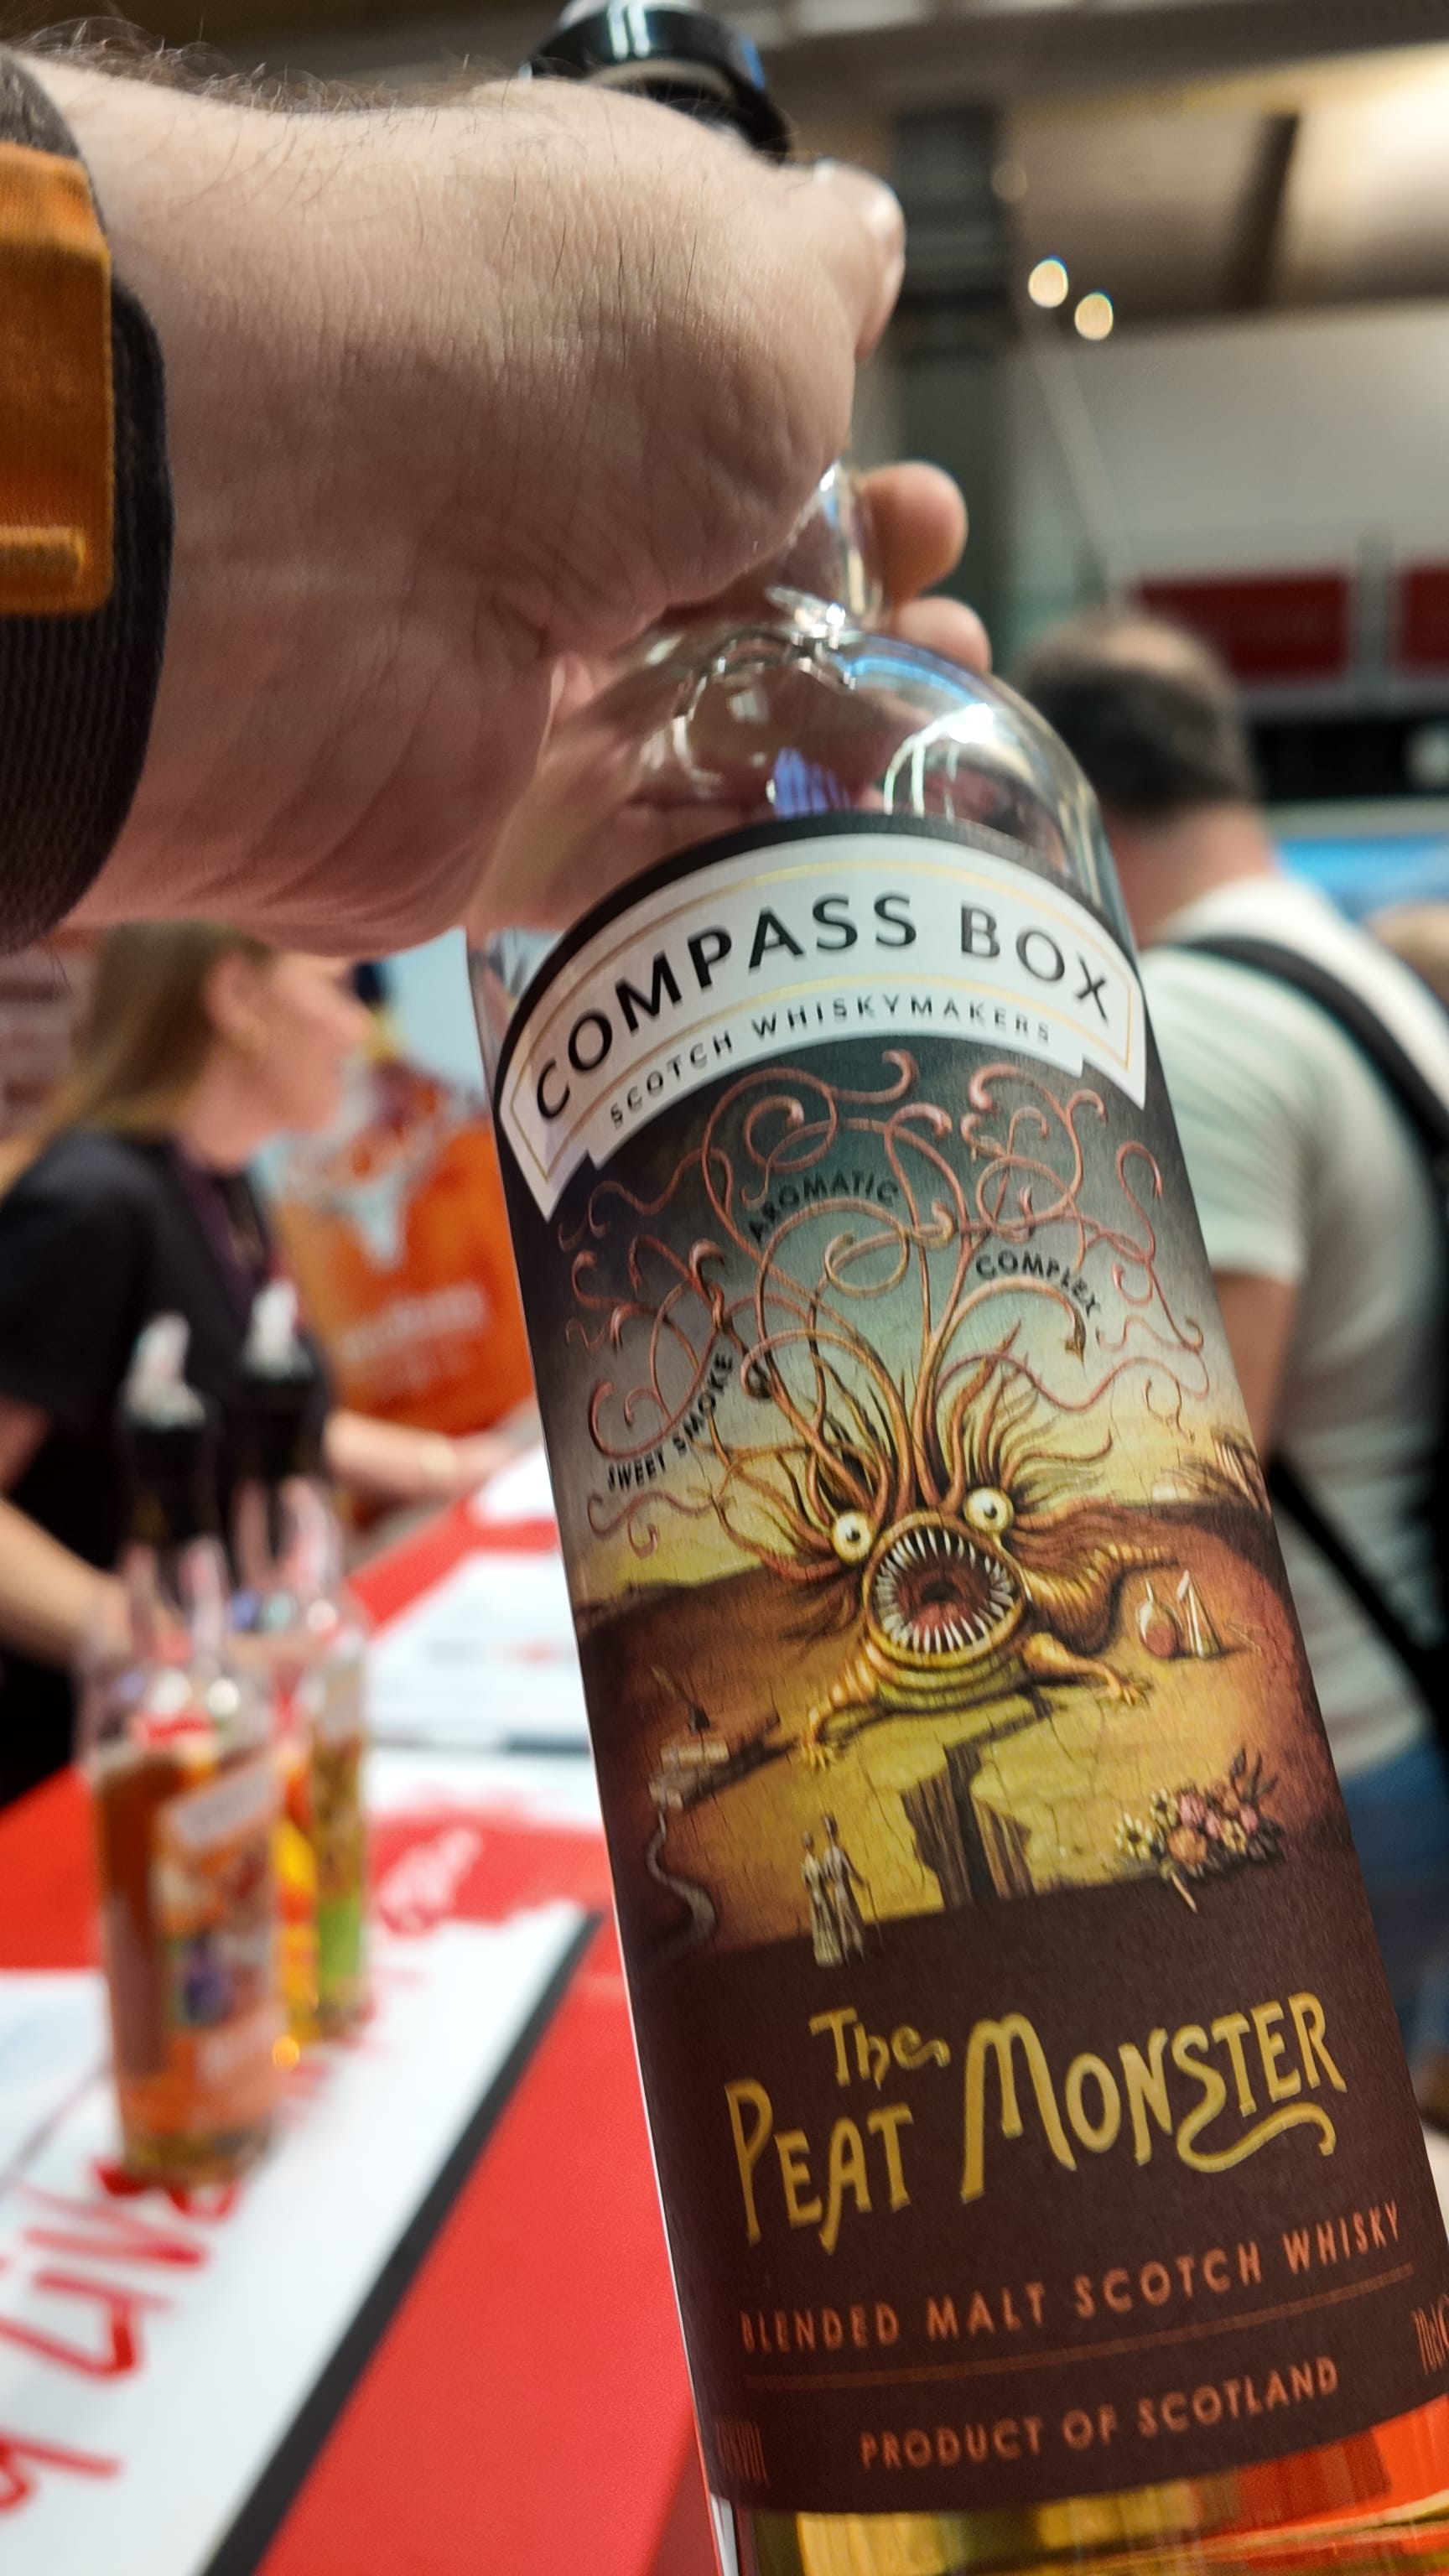 COMPASS BOX
SCOTCH WHISKYMAKERS
AROMATIC
COMPLEX
SWEET SMOKE
The
PEAT MONSTER
BLENDED MALT SCOTCH WHISKY
PRODUCT OF SCOTLAND